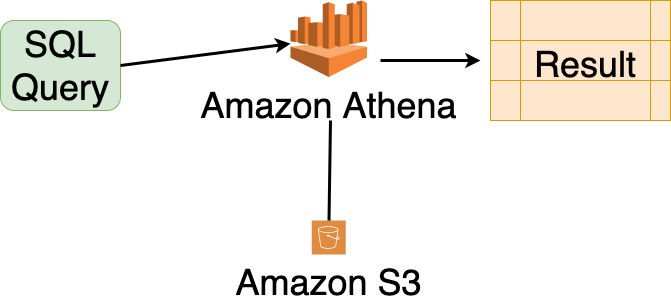 SQL
Query
Amazon Athena
Result
Amazon S3